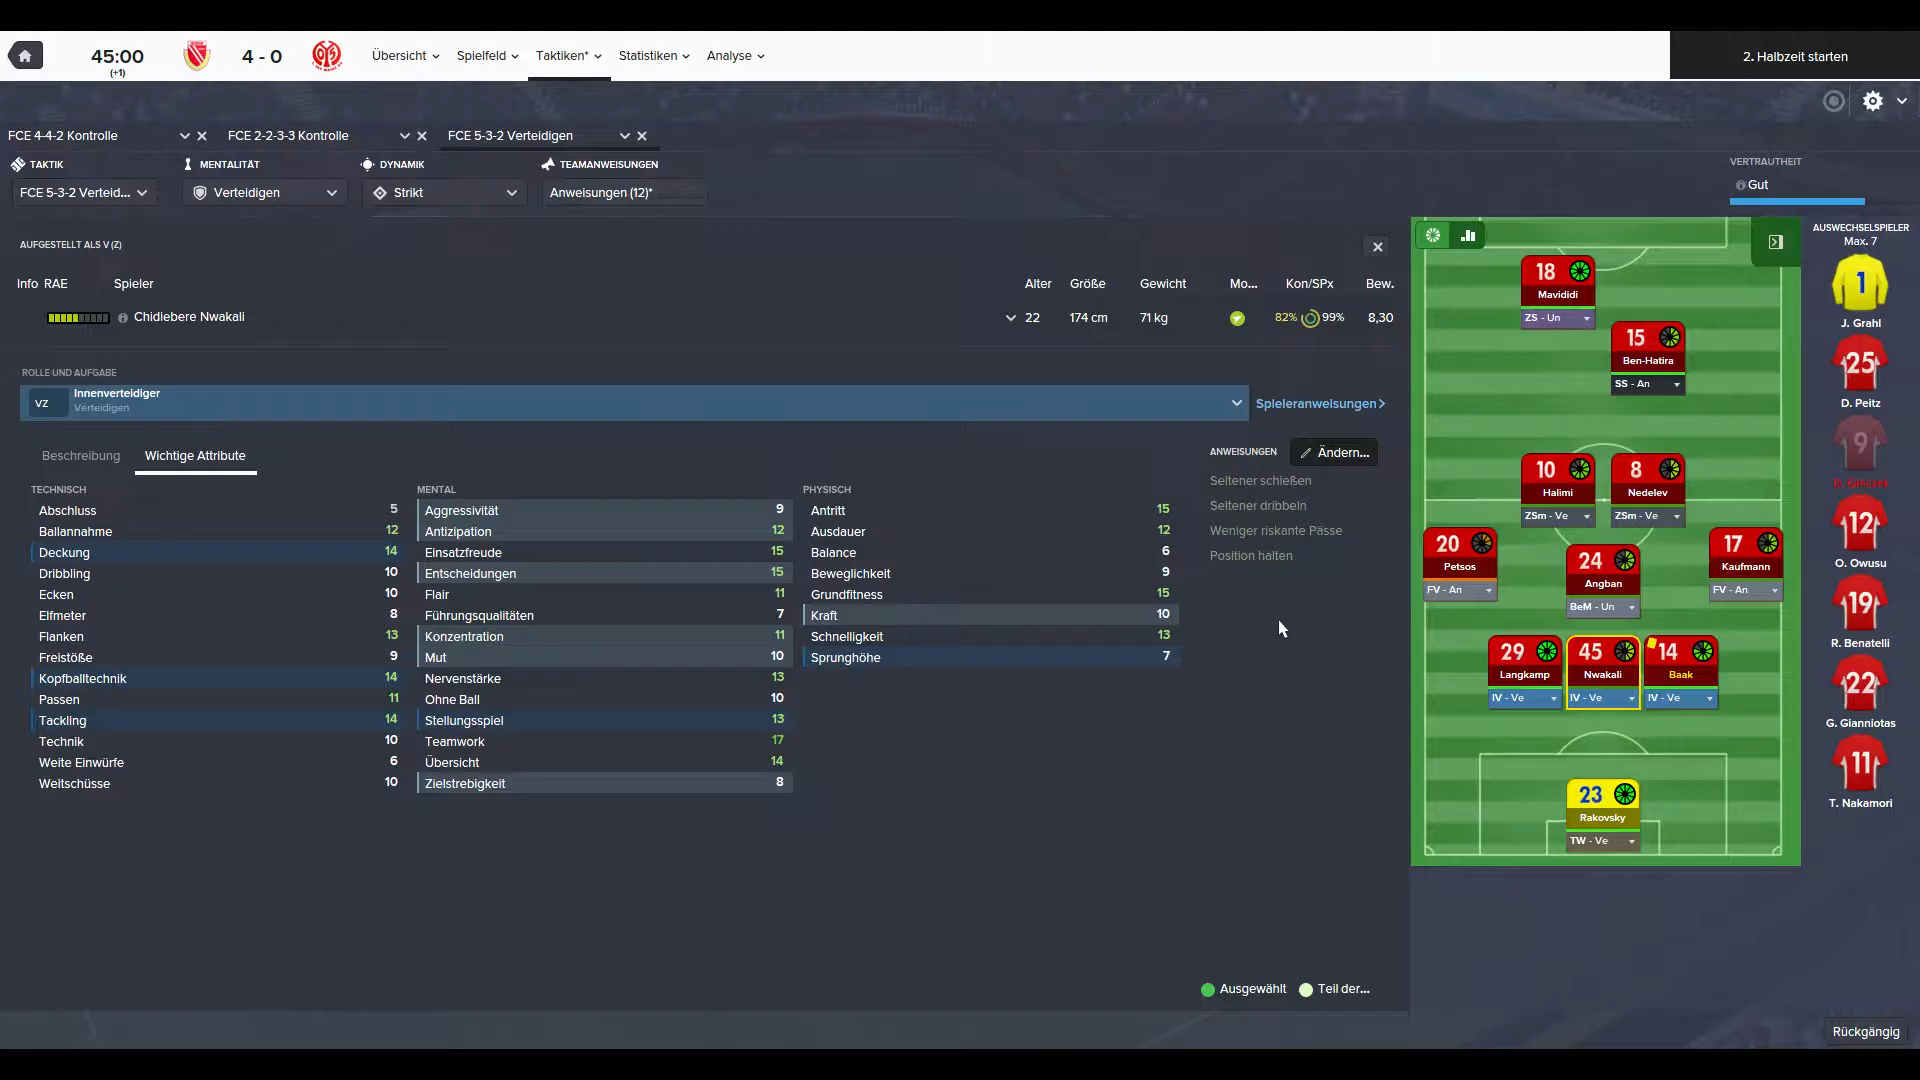 45:00
(+1)
4 - 0
Übersicht
Spielfeld
Taktiken*
Statistiken
Analyse
2. Halbzeit starten
FCE 4-4-2 Kontrolle
FCE 2-2-3-3 Kontrolle
FCE 5-3-2 Verteidigen
TAKTIK
MENTALITÄT
DYNAMIK
TEAMANWEISUNGEN
FCE 5-3-2 Verteid...
Verteidigen
Strikt
Anweisungen (12)*
VERTRAUTHEIT
Gut
AUFGESTELLT ALS V (Z)
Info RAE Spieler Alter Größe Gewicht Mo... Kon/SPx Bew.
Chidiebere Nwakali 22 174 cm 71 kg 82% 99% 8,30
ROLLE UND AUFGABE
VZ
Innenverteidiger
Verteidigen
Spieleranweisungen
Beschreibung
Wichtige Attribute
TECHNISCH
Abschluss 5
Ballannahme 12
Deckung 14
Dribbling 10
Ecken 10
Elfmeter 8
Flanken 13
Freistöße 9
Kopfballtechnik 14
Passen 11
Tackling 14
Technik 10
Weite Einwürfe 6
Weitschüsse 10
MENTAL
Aggressivität 9
Antizipation 12
Einsatzfreude 15
Entscheidungen 15
Flair 11
Führungsqualitäten 7
Konzentration 11
Mut 10
Nervenstärke 13
Ohne Ball 10
Stellungsspiel 13
Teamwork 17
Übersicht 14
Zielstrebigkeit 8
PHYSISCH
Antritt 15
Ausdauer 12
Balance 6
Beweglichkeit 9
Grundfitness 15
Kraft 10
Schnelligkeit 13
Sprunghöhe 7
ANWEISUNGEN
Ändern...
Seltener schießen
Seltener dribbeln
Weniger riskante Pässe
Position halten
Ausgewählt
Teil der...
18
Mavididi
ZS - Un
15
Ben-Hatira
SS - An
10
Halimi
ZSm - Ve
8
Nedelev
ZSm - Ve
20
Petsos
FV - An
24
Angban
BeM - Un
17
Kaufmann
FV - An
29
Langkamp
IV - Ve
45
Nwakali
IV - Ve
14
Baak
IV - Ve
23
Rakovsky
TW - Ve
AUSWECHSELSPIELER
Max. 7
1
J. Grahl
25
D. Peitz
9
12
O. Owusu
19
R. Benatelli
22
G. Gianniotas
11
T. Nakamori
Rückgängig